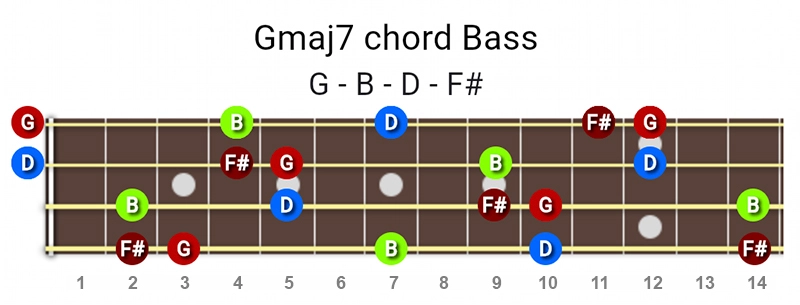 Gmaj7 chord Bass
G - B - D - F#
G B D F# G
D F# G B D
B D F# G B
F# G B D F#
1 2 3 4 5 6 7 8 9 10 11 12 13 14